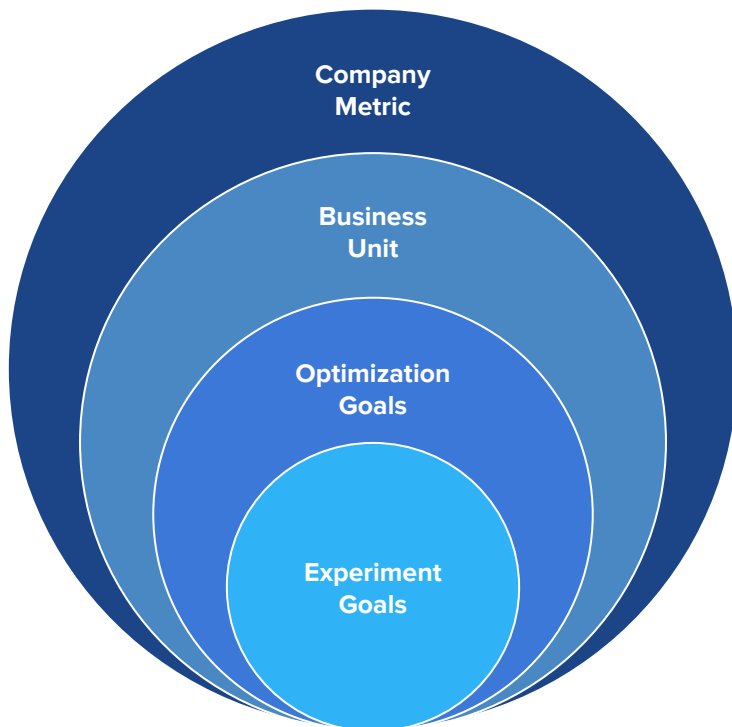 Company
Metric
Business
Unit
Optimization
Goals
Experiment
Goals